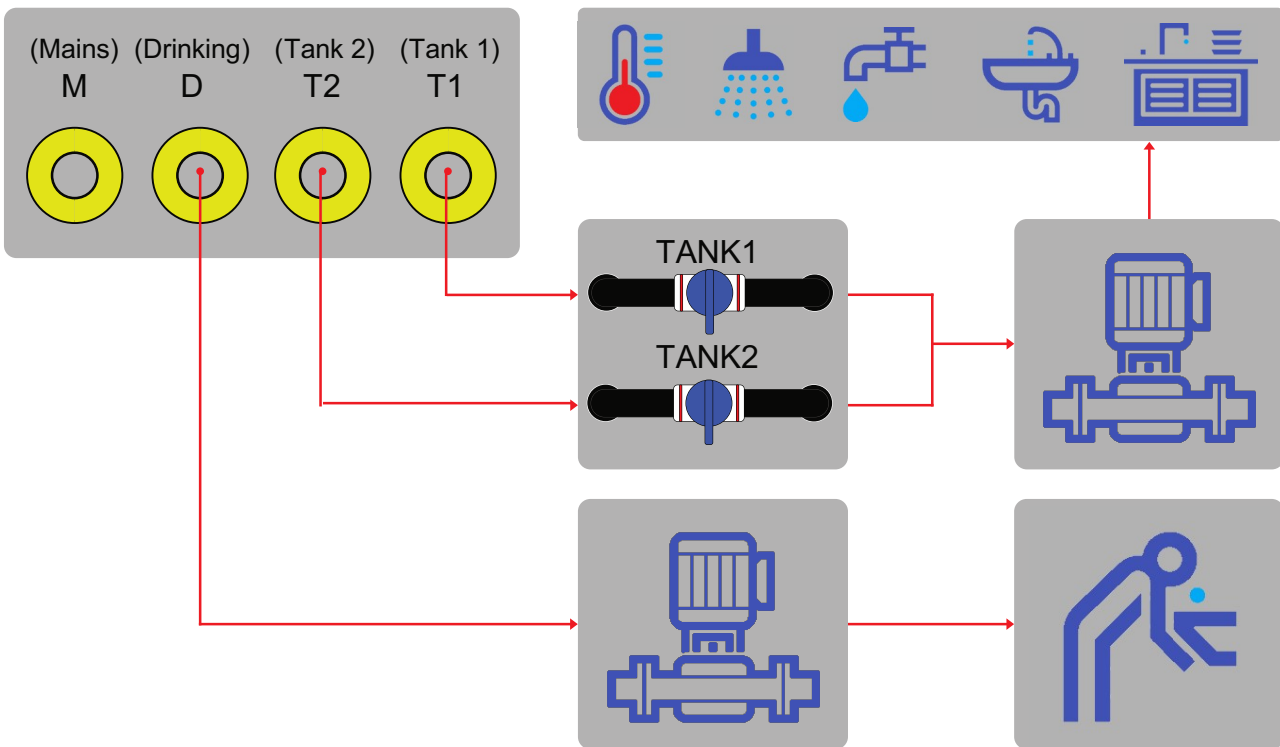 (Mains) (Drinking) (Tank 2) (Tank 1)
M D T2 T1
TANK1
TANK2